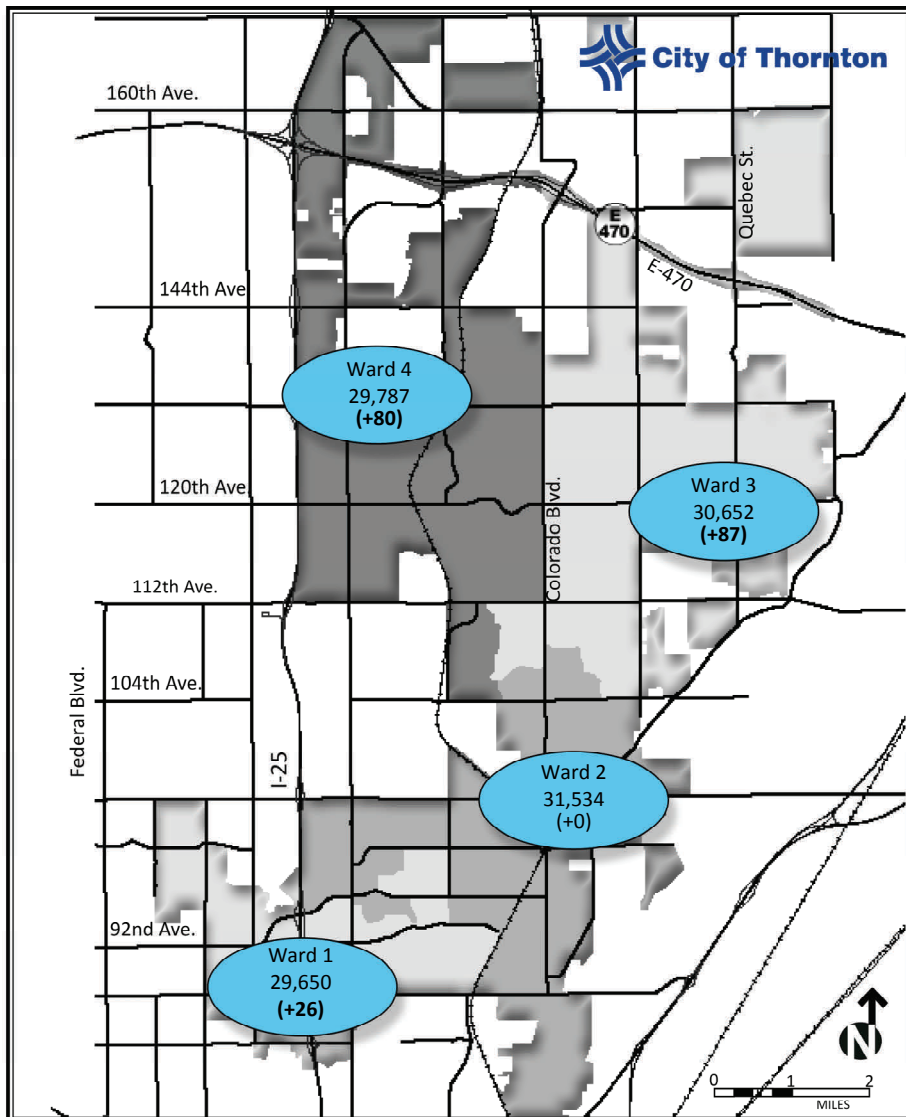 City of Thornton
160th Ave.
Quebec St.
E
470
E-470
144th Ave
Ward 4
29,787
(+80)
Ward 3
30,652
(+87)
120th Ave
Colorado Blvd.
112th Ave.
104th Ave.
Federal Blvd.
I-25
Ward 2
31,534
(+0)
92nd Ave.
Ward 1
29,650
(+26)
N
0 1 2
MILES